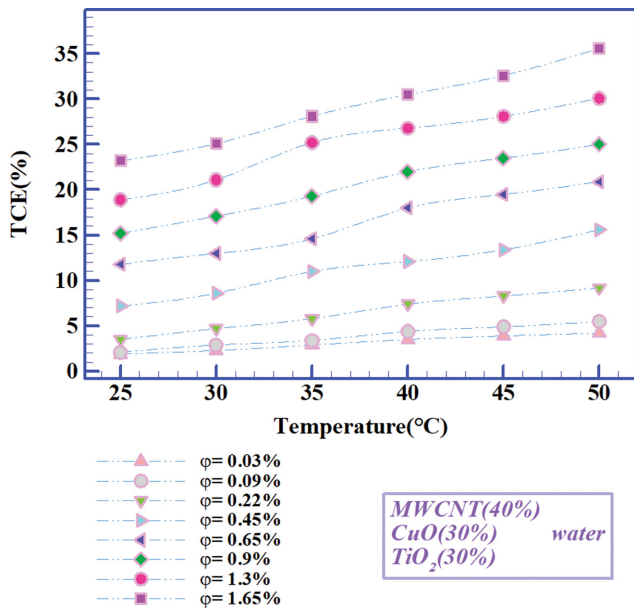 TCE(%)
35
30
25
20
15
10
5
0
25 30 35 40 45 50
Temperature(°C)
φ= 0.03%
φ= 0.09%
φ= 0.22%
φ= 0.45%
φ= 0.65%
φ= 0.9%
φ= 1.3%
φ= 1.65%
MWCNT(40%)
CuO(30%) water
TiO₂(30%)